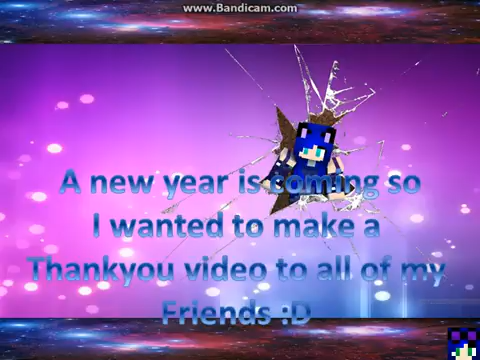 www.Bandicam.com
A new year is coming so
I wanted to make a
Thankyou video to all of my
Friends :D